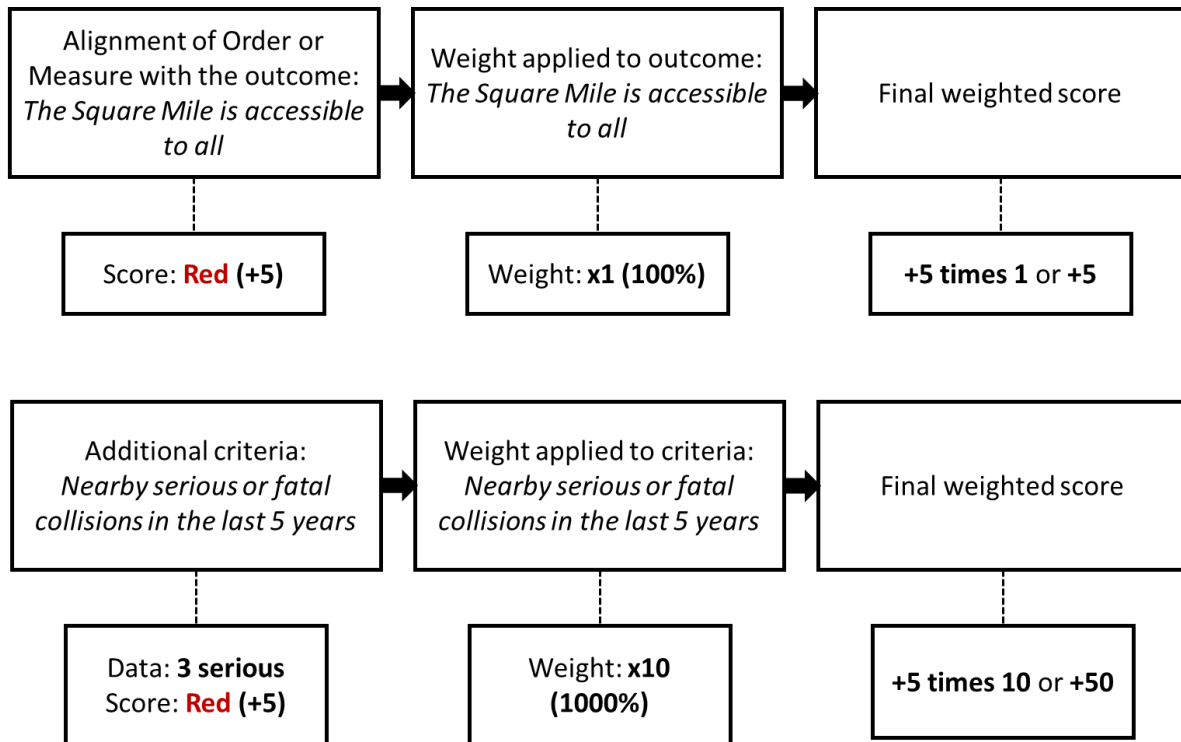 Alignment of Order or
Measure with the outcome:
The Square Mile is accessible
to all
Weight applied to outcome:
The Square Mile is accessible
to all
Final weighted score
Score: Red (+5)
Weight: x1 (100%)
+5 times 1 or +5
Additional criteria:
Nearby serious or fatal
collisions in the last 5 years
Weight applied to criteria:
Nearby serious or fatal
collisions in the last 5 years
Final weighted score
Data: 3 serious
Score: Red (+5)
Weight: x10
(1000%)
+5 times 10 or +50